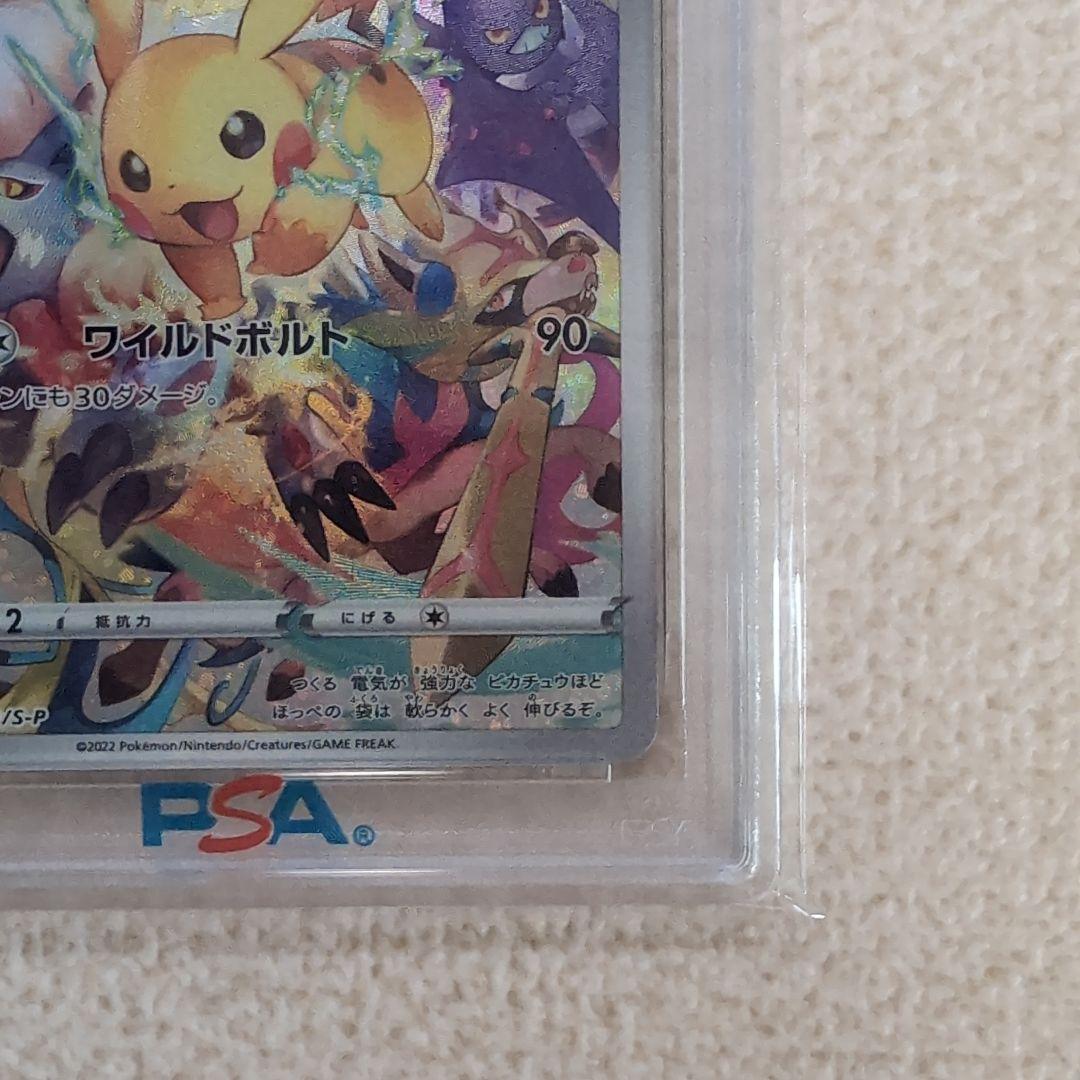 ワイルドボルト 90
ンにも30ダメージ。
2 抵抗力 にげる
つくる 電気が 強力な ピカチュウほど
ほっぺの 袋は 軟らかく よく 伸びるぞ。
/S-P
©2022 Pokémon/Nintendo/Creatures/GAME FREAK
PSA®